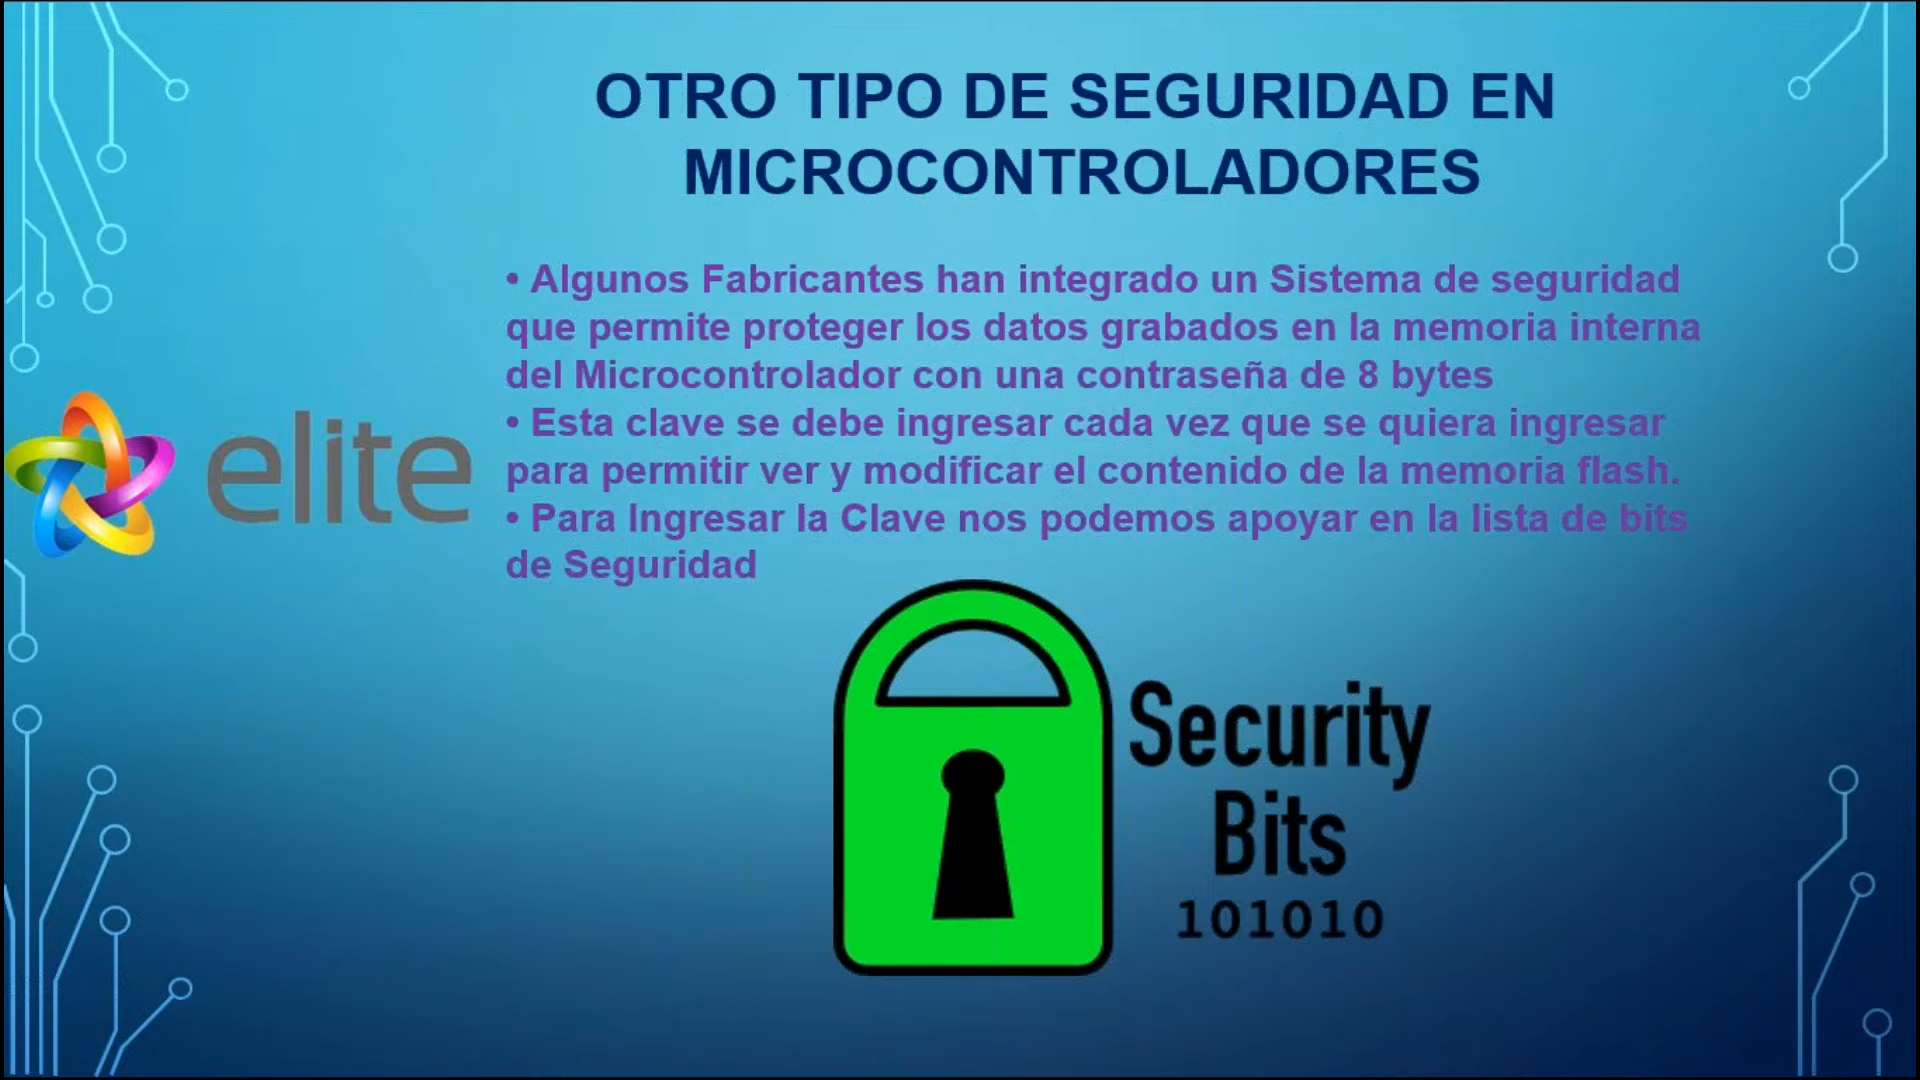 OTRO TIPO DE SEGURIDAD EN
MICROCONTROLADORES
• Algunos Fabricantes han integrado un Sistema de seguridad
que permite proteger los datos grabados en la memoria interna
del Microcontrolador con una contraseña de 8 bytes
• Esta clave se debe ingresar cada vez que se quiera ingresar
para permitir ver y modificar el contenido de la memoria flash.
• Para Ingresar la Clave nos podemos apoyar en la lista de bits
de Seguridad
elite
Security
Bits
101010